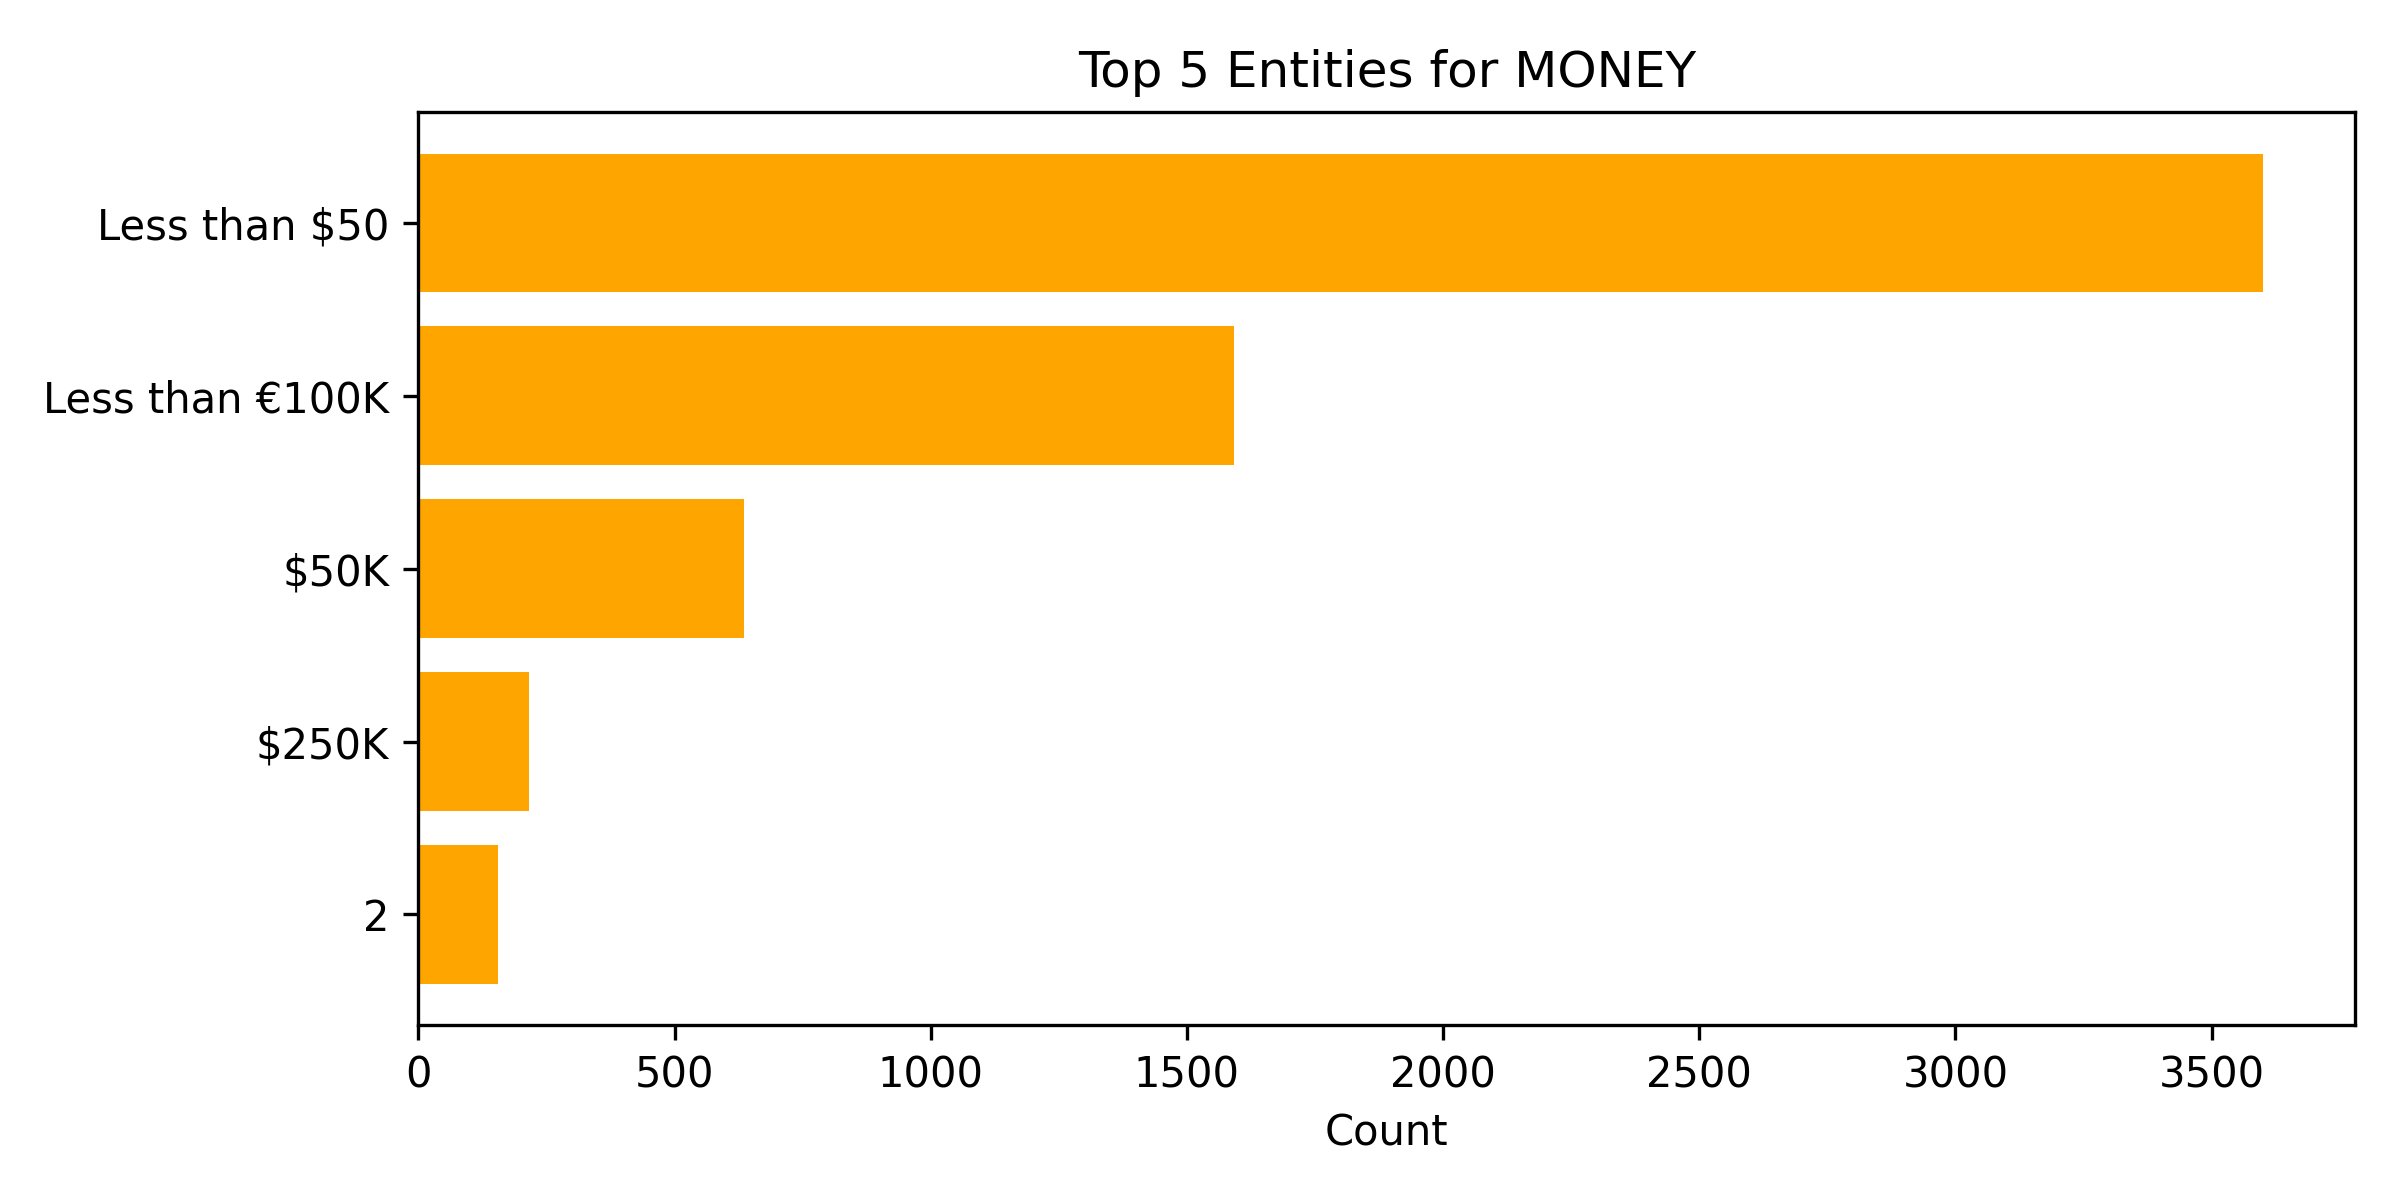 Top 5 Entities for MONEY
Less than $50
Less than €100K
$50K
$250K
2
0 500 1000 1500 2000 2500 3000 3500
Count